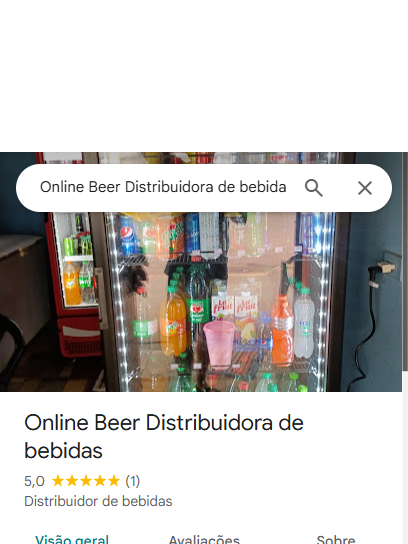 Online Beer Distribuidora de bebida
Online Beer Distribuidora de
bebidas
5,0 (1)
Distribuidor de bebidas
Visão geral Avaliações Sobre